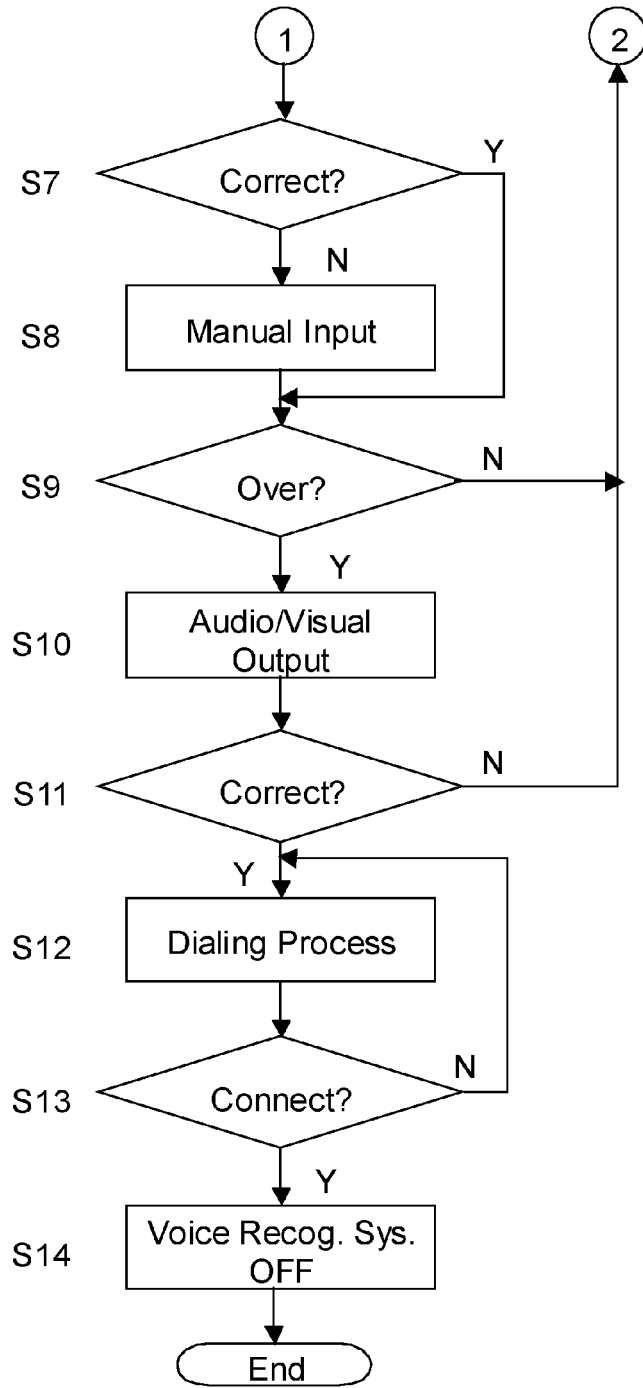 1
2
S7
Correct?
Y
N
S8
Manual Input
S9
Over?
N
Y
S10
Audio/Visual
Output
S11
Correct?
N
Y
S12
Dialing Process
S13
Connect?
N
Y
S14
Voice Recog. Sys.
OFF
End